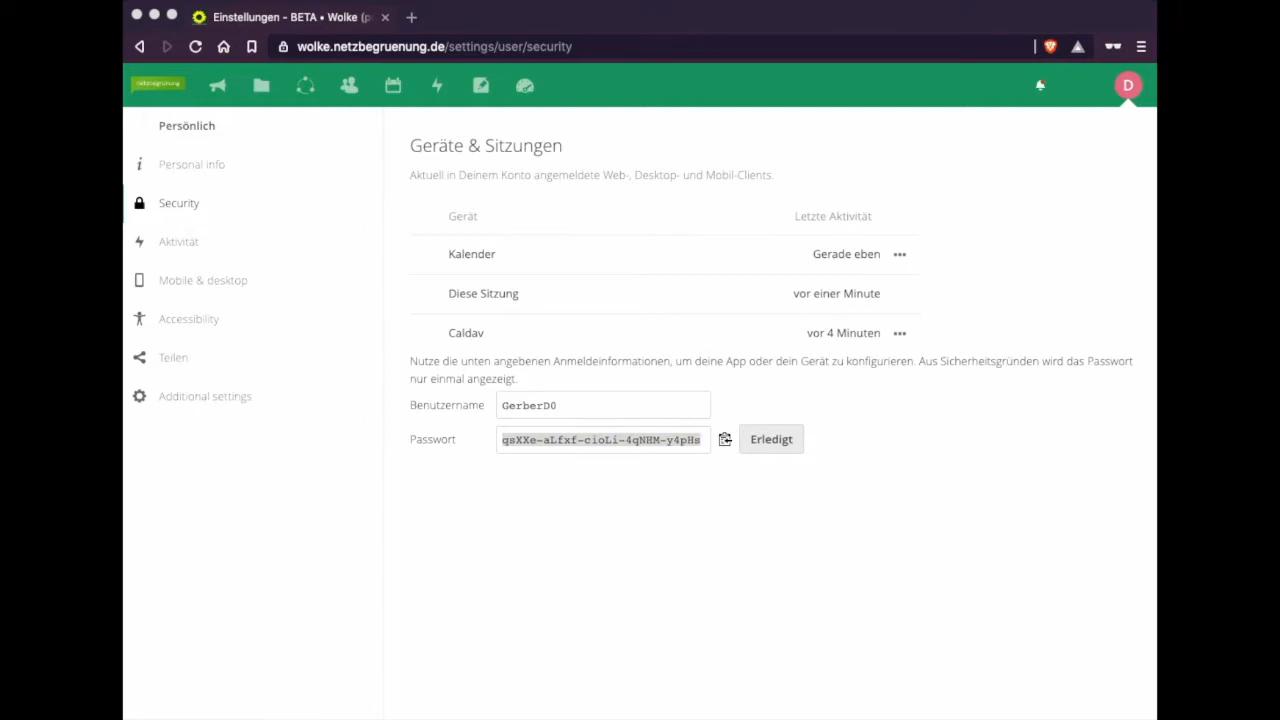 Einstellungen - BETA • Wolke (p
wolke.netzbegruenung.de/settings/user/security
netzbegrünung
D
Persönlich
Personal info
Security
Aktivität
Mobile & desktop
Accessibility
Teilen
Additional settings
Geräte & Sitzungen
Aktuell in Deinem Konto angemeldete Web-, Desktop- und Mobil-Clients.
Gerät Letzte Aktivität
Kalender Gerade eben
Diese Sitzung vor einer Minute
Caldav vor 4 Minuten
Nutze die unten angebenen Anmeldeinformationen, um deine App oder dein Gerät zu konfigurieren. Aus Sicherheitsgründen wird das Passwort
nur einmal angezeigt.
Benutzername GerberD0
Passwort qsXXe-aLfxf-cioLi-4qNHM-y4pHs Erledigt